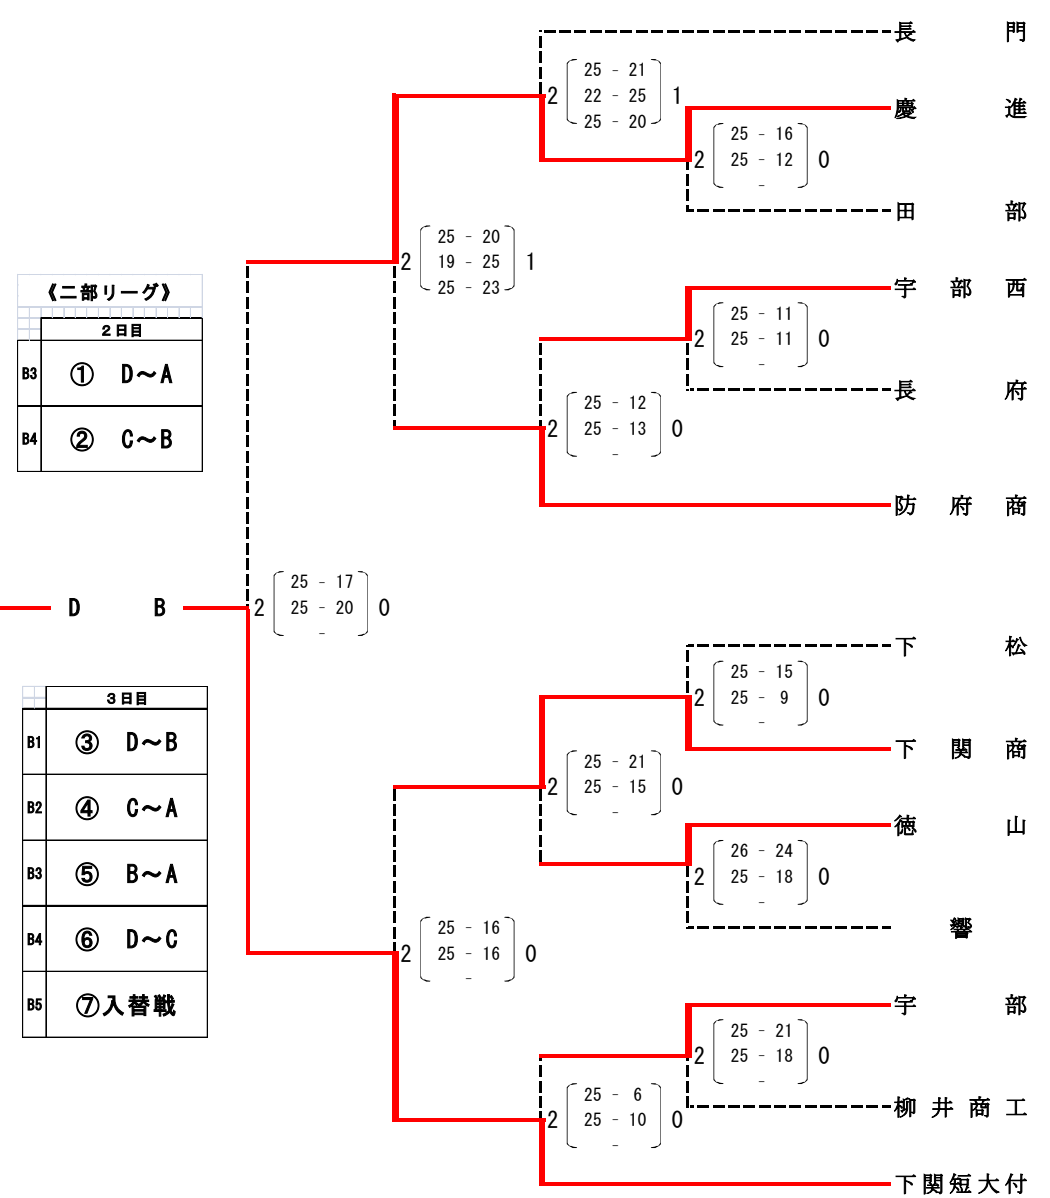 長門
2 25 - 21 1
22 - 25
25 - 20
慶進
2 25 - 16 0
25 - 12
-
田部
2 25 - 20 1
19 - 25
25 - 23
宇部西
2 25 - 11 0
25 - 11
-
長府
2 25 - 12 0
25 - 13
-
防府商
《二部リーグ》
2日目
B3 ① D～A
B4 ② C～B
D B
2 25 - 17 0
25 - 20
-
下松
2 25 - 15 0
25 - 9
-
下関商
2 25 - 21 0
25 - 15
-
徳山
2 26 - 24 0
25 - 18
-
響
2 25 - 16 0
25 - 16
-
宇部
2 25 - 21 0
25 - 18
-
柳井商工
2 25 - 6 0
25 - 10
-
下関短大付
3日目
B1 ③ D～B
B2 ④ C～A
B3 ⑤ B～A
B4 ⑥ D～C
B5 ⑦入替戦